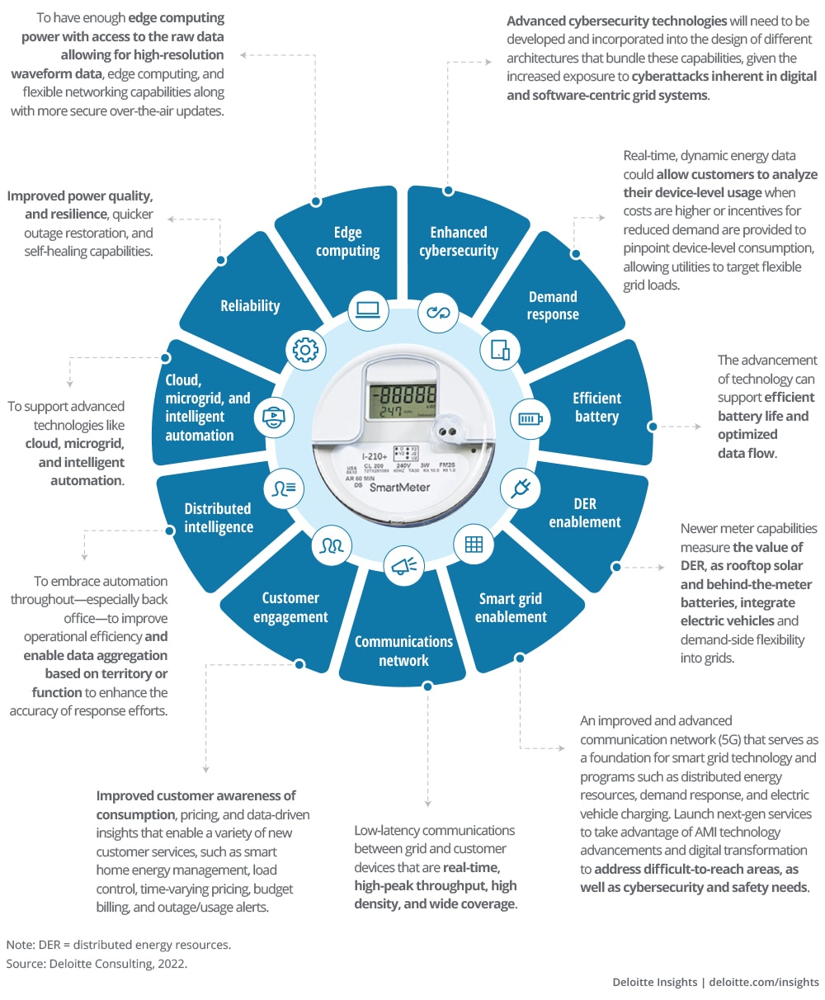 To have enough edge computing
power with access to the raw data
allowing for high-resolution
waveform data, edge computing, and
flexible networking capabilities along
with more secure over-the-air updates.
Advanced cybersecurity technologies will need to be
developed and incorporated into the design of different
architectures that bundle these capabilities, given the
increased exposure to cyberattacks inherent in digital
and software-centric grid systems.
Improved power quality,
and resilience, quicker
outage restoration, and
self-healing capabilities.
Real-time, dynamic energy data
could allow customers to analyze
their device-level usage when
costs are higher or incentives for
reduced demand are provided to
pinpoint device-level consumption,
allowing utilities to target flexible
grid loads.
Edge
computing
Enhanced
cybersecurity
Reliability
Demand
response
Cloud,
microgrid, and
intelligent
automation
Efficient
battery
To support advanced
technologies like
cloud, microgrid,
and intelligent
automation.
The advancement
of technology can
support efficient
battery life and
optimized
data flow.
-88888
247
I-210+
CL 200 240V 3W FM2S
AR 60 MIN
DS
SmartMeter
Distributed
intelligence
DER
enablement
Customer
engagement
Smart grid
enablement
Communications
network
To embrace automation
throughout—especially back
office—to improve
operational efficiency and
enable data aggregation
based on territory or
function to enhance the
accuracy of response efforts.
Newer meter capabilities
measure the value of
DER, as rooftop solar
and behind-the-meter
batteries, integrate
electric vehicles and
demand-side flexibility
into grids.
Improved customer awareness of
consumption, pricing, and data-driven
insights that enable a variety of new
customer services, such as smart
home energy management, load
control, time-varying pricing, budget
billing, and outage/usage alerts.
Low-latency communications
between grid and customer
devices that are real-time,
high-peak throughput, high
density, and wide coverage.
An improved and advanced
communication network (5G) that serves as
a foundation for smart grid technology and
programs such as distributed energy
resources, demand response, and electric
vehicle charging. Launch next-gen services
to take advantage of AMI technology
advancements and digital transformation
to address difficult-to-reach areas, as
well as cybersecurity and safety needs.
Note: DER = distributed energy resources.
Source: Deloitte Consulting, 2022.
Deloitte Insights | deloitte.com/insights